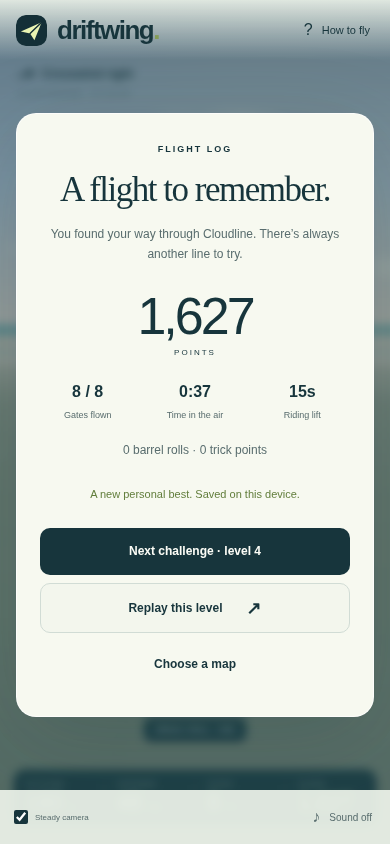 driftwing.
? How to fly
FLIGHT LOG
A flight to remember.
You found your way through Cloudline. There's always
another line to try.
1,627
POINTS
8 / 8
0:37
15s
Gates flown
Time in the air
Riding lift
0 barrel rolls · 0 trick points
A new personal best. Saved on this device.
Next challenge · level 4
Replay this level ↗
Choose a map
Steady camera
♪ Sound off